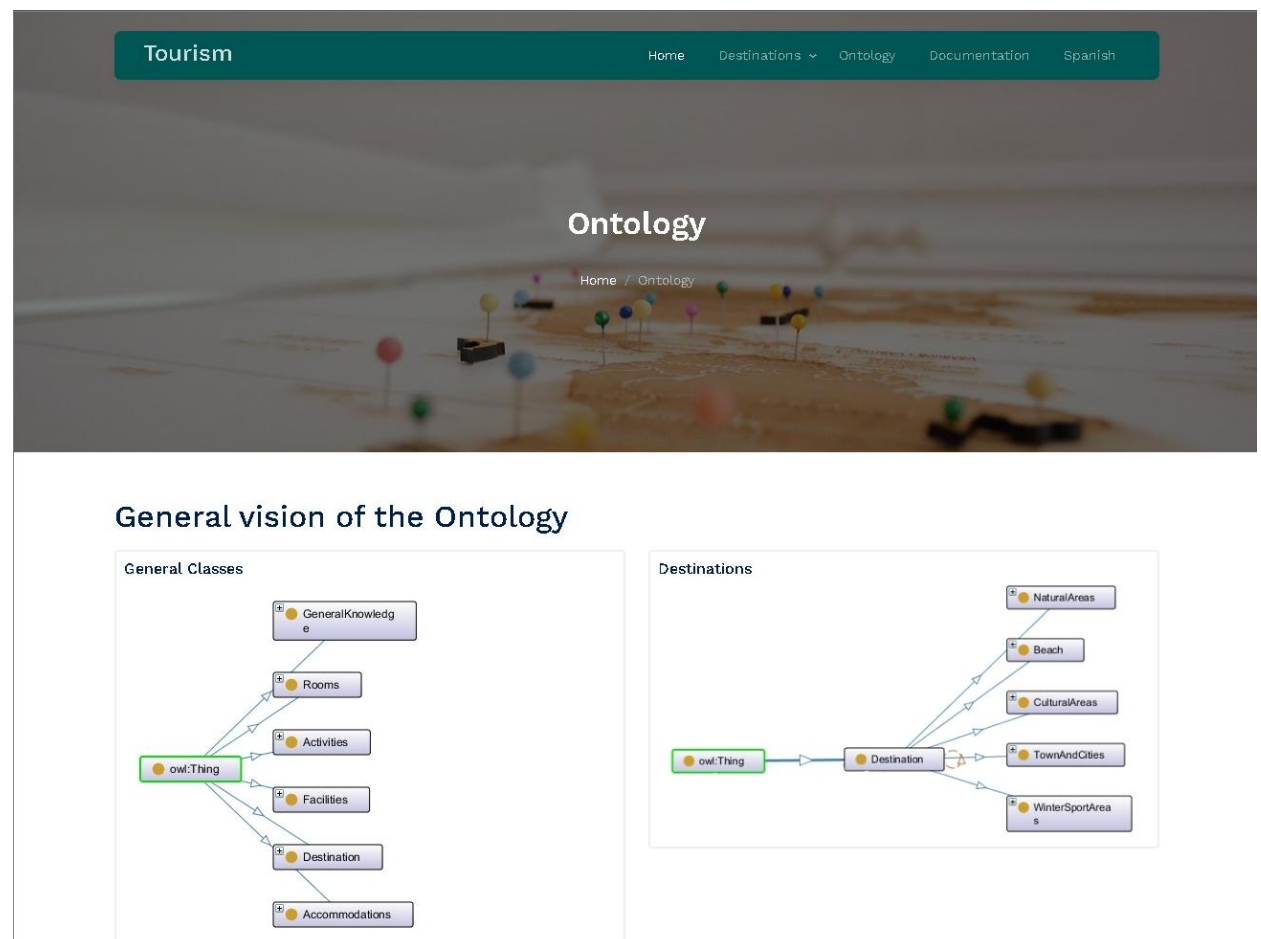 Tourism
Home Destinations Ontology Documentation Spanish
Ontology
Home / Ontology
General vision of the Ontology
General Classes
GeneralKnowledg
e
Rooms
Activities
owl:Thing
Facilities
Destination
Accommodations
Destinations
NaturalAreas
Beach
CulturalAreas
owl:Thing
Destination
TownAndCities
WinterSportArea
s